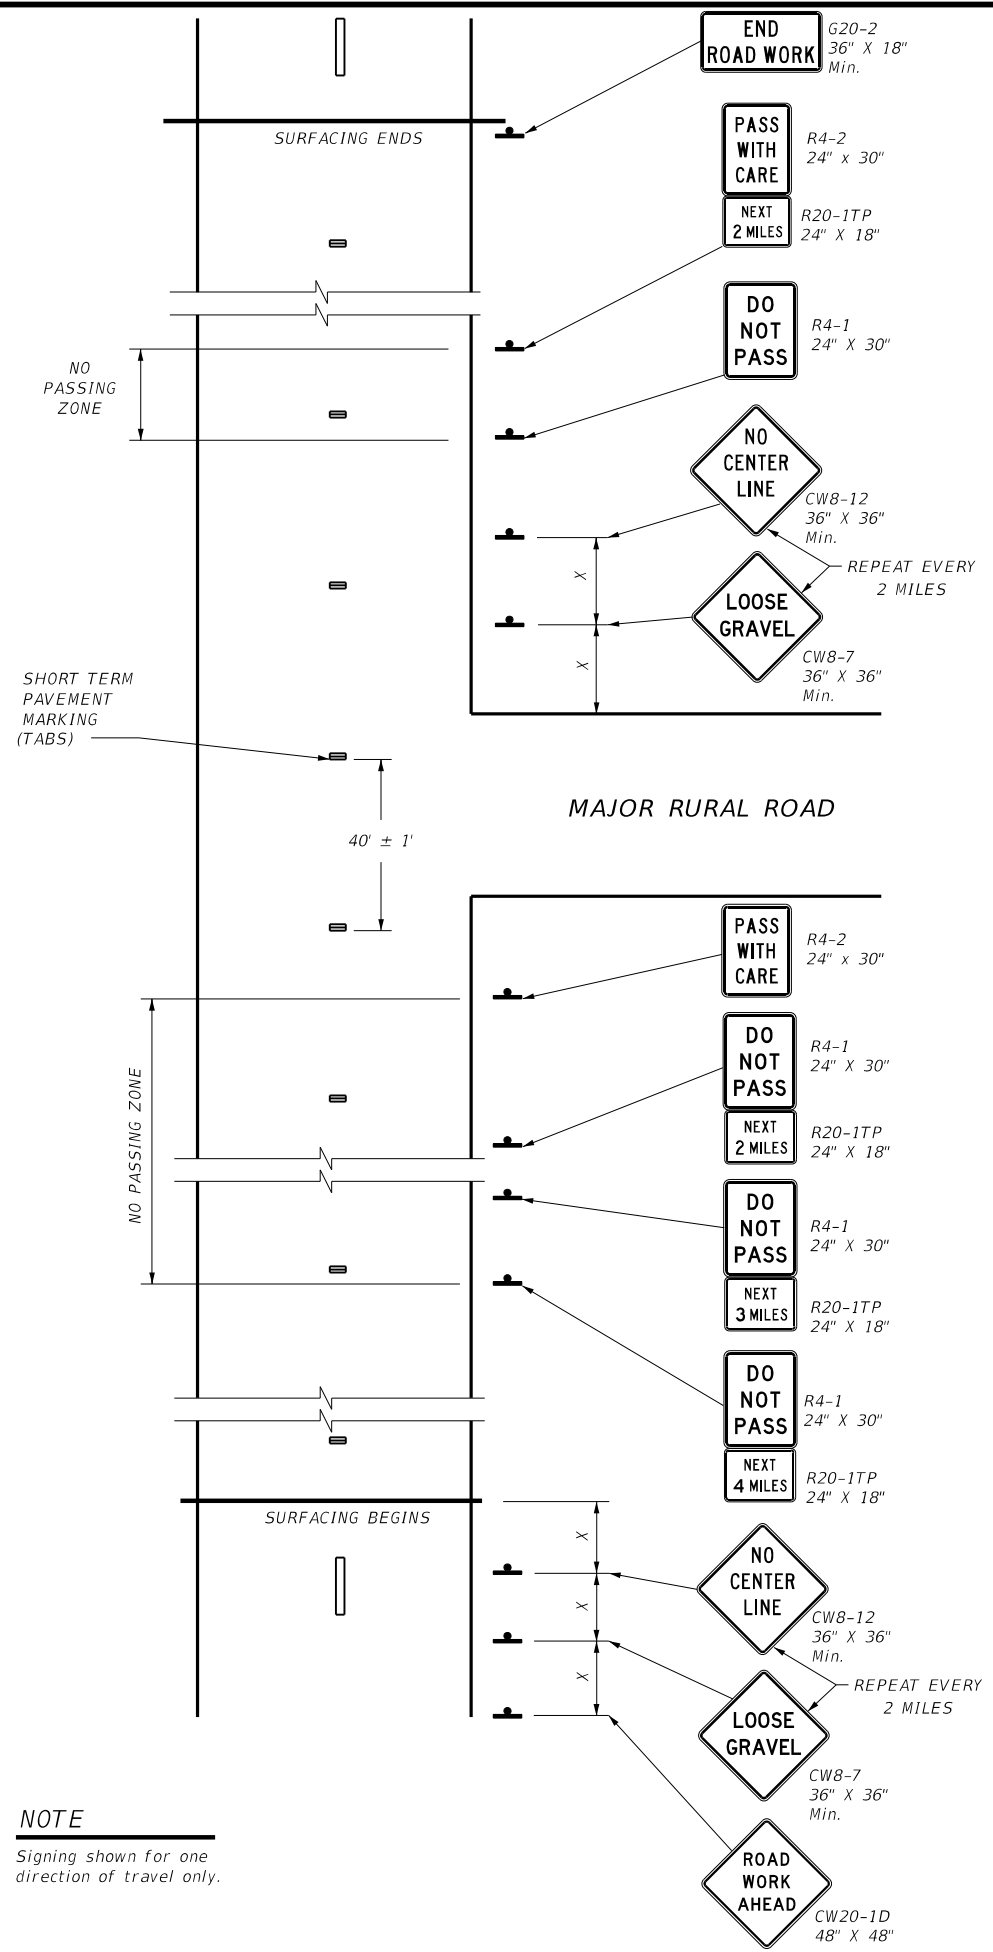 END
ROAD WORK
G20-2
36" X 18"
Min.
SURFACING ENDS
PASS
WITH
CARE
R4-2
24" x 30"
NEXT
2 MILES
R20-1TP
24" X 18"
DO
NOT
PASS
R4-1
24" X 30"
NO
PASSING
ZONE
NO
CENTER
LINE
CW8-12
36" X 36"
Min.
X
REPEAT EVERY
2 MILES
LOOSE
GRAVEL
CW8-7
36" X 36"
Min.
X
SHORT TERM
PAVEMENT
MARKING
(TABS)
40' ± 1'
MAJOR RURAL ROAD
PASS
WITH
CARE
R4-2
24" x 30"
DO
NOT
PASS
R4-1
24" X 30"
NEXT
2 MILES
R20-1TP
24" X 18"
NO PASSING ZONE
DO
NOT
PASS
R4-1
24" X 30"
NEXT
3 MILES
R20-1TP
24" X 18"
DO
NOT
PASS
R4-1
24" X 30"
NEXT
4 MILES
R20-1TP
24" X 18"
SURFACING BEGINS
X
NO
CENTER
LINE
CW8-12
36" X 36"
Min.
X
REPEAT EVERY
2 MILES
X
LOOSE
GRAVEL
CW8-7
36" X 36"
Min.
ROAD
WORK
AHEAD
CW20-1D
48" X 48"
NOTE
Signing shown for one
direction of travel only.